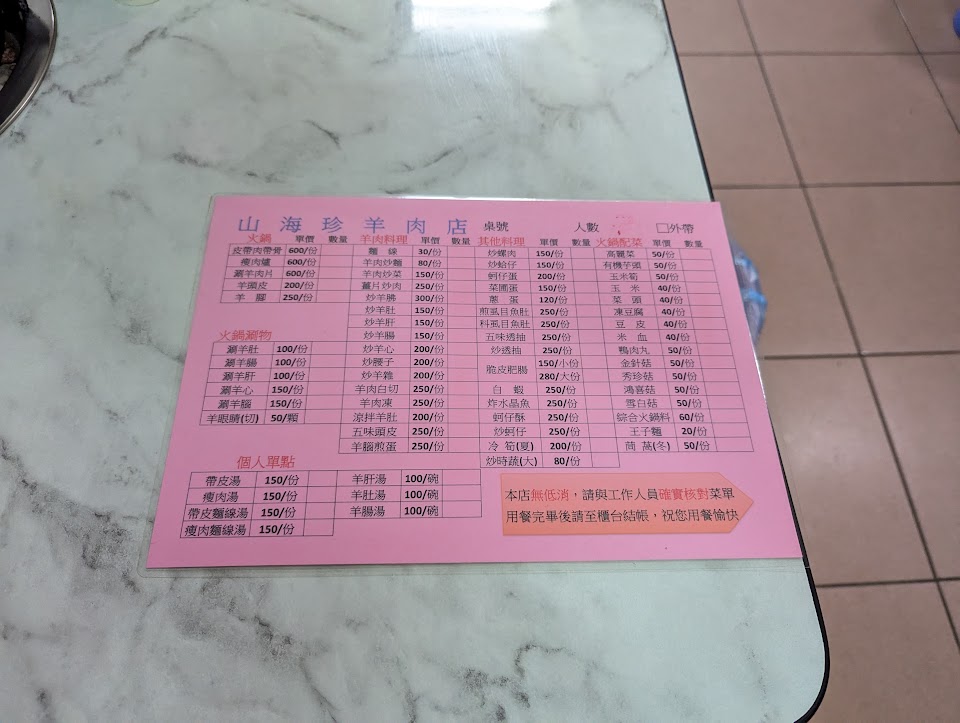 山海珍羊肉店 桌號 人數 □外帶
火鍋 單價 數量
皮帶肉帶骨 600/份
瘦肉爐 600/份
涮羊肉片 600/份
羊頭皮 200/份
羊腳 250/份
火鍋涮物
涮羊肚 100/份
涮羊腸 100/份
涮羊肝 100/份
涮羊心 150/份
涮羊腦 150/份
羊眼睛(切) 50/顆
羊肉料理 單價 數量
麵線 30/份
羊肉炒麵 80/份
羊肉炒菜 150/份
薑片炒肉 250/份
炒羊腩 300/份
炒羊肚 150/份
炒羊肝 150/份
炒羊腸 150/份
炒羊心 200/份
炒腰子 200/份
炒羊雜 200/份
羊肉白切 250/份
羊肉凍 250/份
涼拌羊肚 200/份
五味頭皮 250/份
羊腦煎蛋 250/份
其他料理 單價 數量
炒螺肉 150/份
炒蛤仔 150/份
蚵仔蛋 200/份
菜圃蛋 150/份
蔥蛋 120/份
煎虱目魚肚 250/份
料虱目魚肚 250/份
五味透抽 250/份
炒透抽 250/份
脆皮肥腸 150/小份
280/大份
白蝦 250/份
炸水晶魚 250/份
蚵仔酥 250/份
炒蚵仔 250/份
冷筍(夏) 200/份
炒時蔬(大) 80/份
火鍋配菜 單價 數量
高麗菜 50/份
有機芋頭 50/份
玉米筍 50/份
玉米 40/份
菜頭 40/份
凍豆腐 40/份
豆皮 40/份
米血 40/份
鴨肉丸 50/份
金針菇 50/份
秀珍菇 50/份
鴻喜菇 50/份
雪白菇 50/份
綜合火鍋料 60/份
王子麵 20/份
茼蒿(冬) 50/份
個人單點
帶皮湯 150/份
瘦肉湯 150/份
帶皮麵線湯 150/份
瘦肉麵線湯 150/份
羊肝湯 100/碗
羊肚湯 100/碗
羊腸湯 100/碗
本店無低消，請與工作人員確實核對菜單
用餐完畢後請至櫃台結帳，祝您用餐愉快